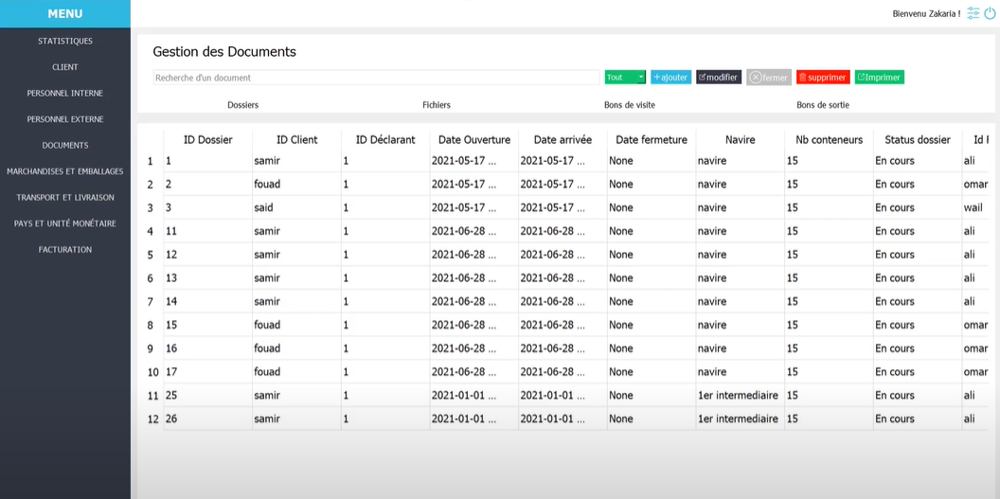 MENU
Bienvenu Zakaria !
STATISTIQUES
CLIENT
PERSONNEL INTERNE
PERSONNEL EXTERNE
DOCUMENTS
MARCHANDISES ET EMBALLAGES
TRANSPORT ET LIVRAISON
PAYS ET UNITÉ MONÉTAIRE
FACTURATION
Gestion des Documents
Recherche d'un document Tout +ajouter modifier fermer supprimer Imprimer
Dossiers Fichiers Bons de visite Bons de sortie
ID Dossier ID Client ID Déclarant Date Ouverture Date arrivée Date fermeture Navire Nb conteneurs Status dossier Id
1 1 samir 1 2021-05-17 ... 2021-05-17 ... None navire 15 En cours ali
2 2 fouad 1 2021-05-17 ... 2021-05-17 ... None navire 15 En cours omar
3 3 said 1 2021-05-17 ... 2021-05-17 ... None navire 15 En cours wail
4 11 samir 1 2021-06-28 ... 2021-06-28 ... None navire 15 En cours ali
5 12 samir 1 2021-06-28 ... 2021-06-28 ... None navire 15 En cours ali
6 13 samir 1 2021-06-28 ... 2021-06-28 ... None navire 15 En cours ali
7 14 samir 1 2021-06-28 ... 2021-06-28 ... None navire 15 En cours ali
8 15 fouad 1 2021-06-28 ... 2021-06-28 ... None navire 15 En cours omar
9 16 fouad 1 2021-06-28 ... 2021-06-28 ... None navire 15 En cours omar
10 17 fouad 1 2021-06-28 ... 2021-06-28 ... None navire 15 En cours omar
11 25 samir 1 2021-01-01 ... 2021-01-01 ... None 1er intermediaire 15 En cours ali
12 26 samir 1 2021-01-01 ... 2021-01-01 ... None 1er intermediaire 15 En cours ali